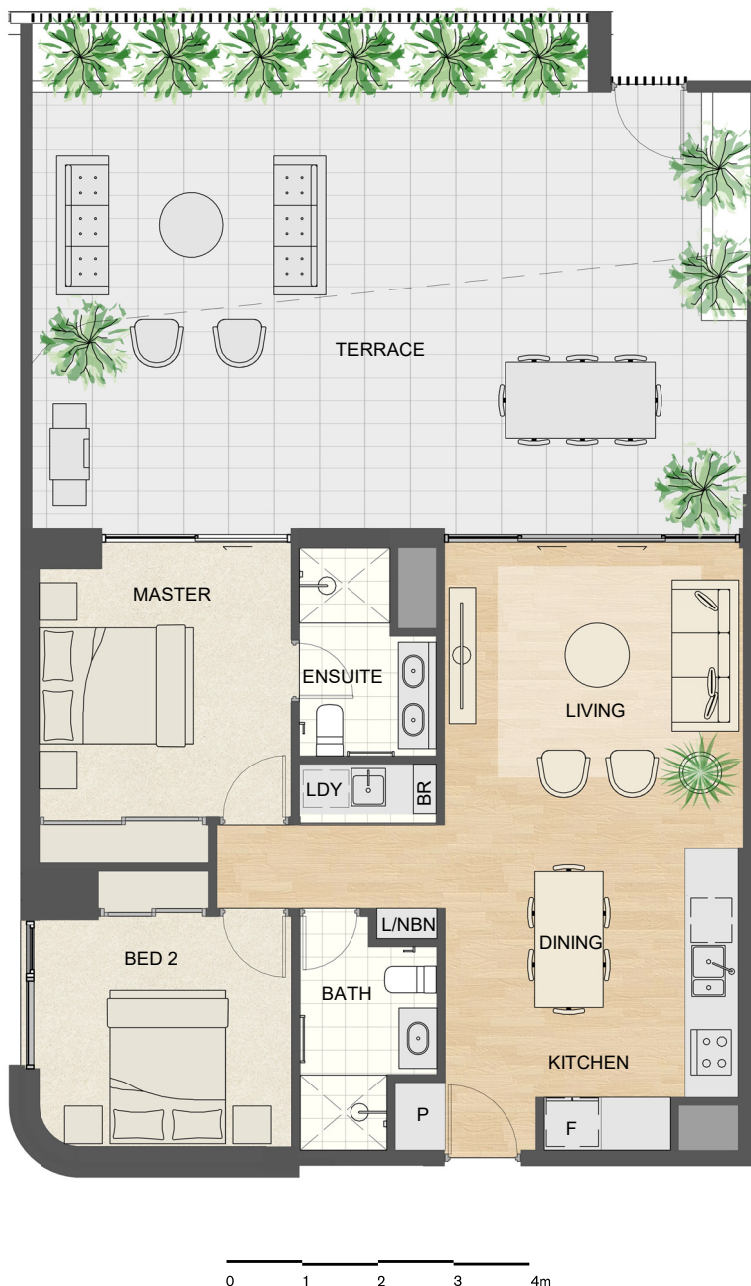 TERRACE
MASTER
ENSUITE
LIVING
LDY
BR
L/NBN
DINING
BED 2
BATH
KITCHEN
P
F
0 1 2 3 4m